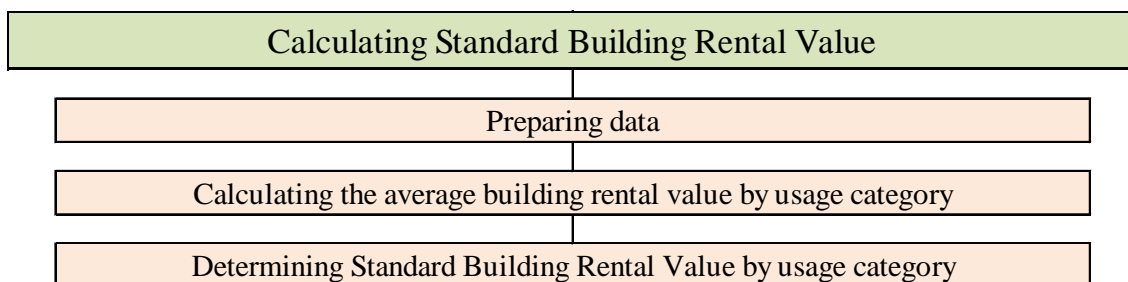 Calculating Standard Building Rental Value
Preparing data
Calculating the average building rental value by usage category
Determining Standard Building Rental Value by usage category